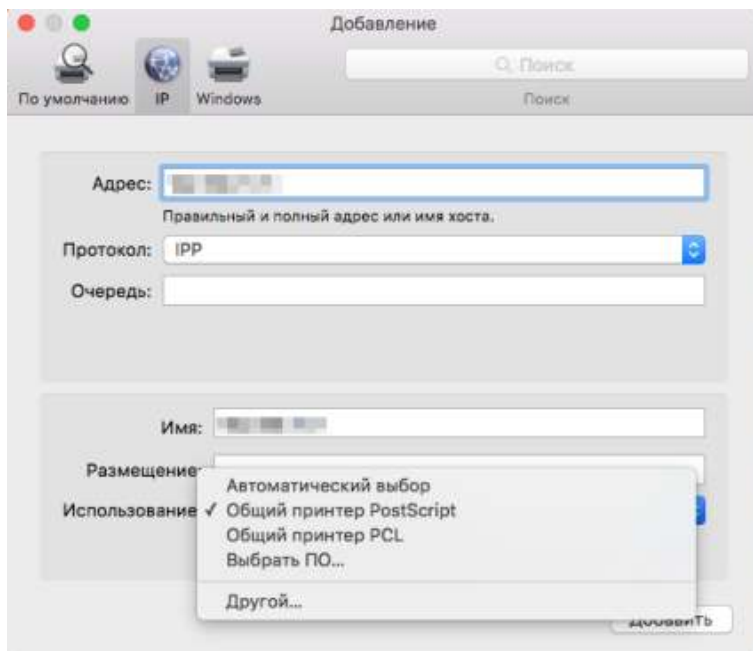 Добавление
Поиск
По умолчанию IP Windows Поиск
Адрес:
Правильный и полный адрес или имя хоста.
Протокол: IPP
Очередь:
Имя:
Размещение:
Использование ✓ Общий принтер PostScript
Автоматический выбор
Общий принтер PCL
Выбрать ПО...
Другой...
Добавить